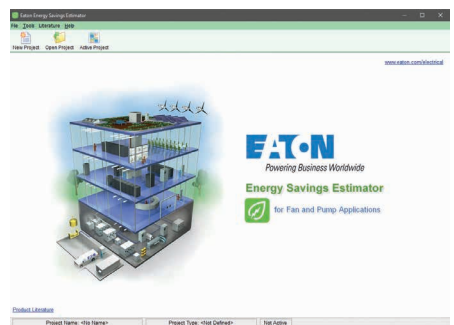 Eaton Energy Savings Estimator
File Tools Literature Help
New Project Open Project Active Project
www.eaton.com/electrical
EATON
Powering Business Worldwide
Energy Savings Estimator
for Fan and Pump Applications
Product Literature
Project Name: <No Name> Project Type: <Not Defined> Not Active